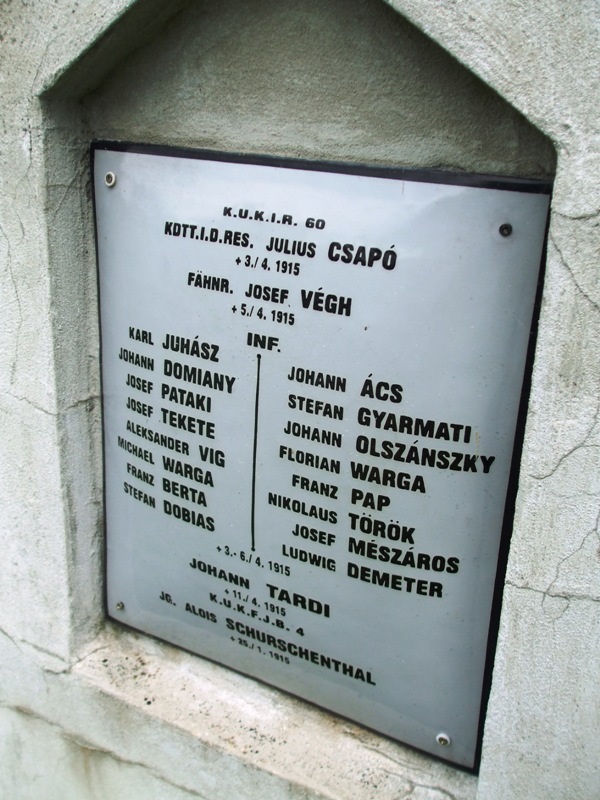 K.U.K.I.R. 60
KDTT.I.D.RES. JULIUS CSAPÓ
+ 3./4. 1915
FÄHNR. JOSEF VÉGH
+ 5./4. 1915
INF.
KARL JUHÁSZ
JOHANN DOMIANY
JOSEF PATAKI
JOSEF TEKETE
ALEKSANDER VIG
MICHAEL WARGA
FRANZ BERTA
STEFAN DOBIAS
JOHANN ÁCS
STEFAN GYARMATI
JOHANN OLSZÁNSZKY
FLORIAN WARGA
FRANZ PAP
NIKOLAUS TÖRÖK
JOSEF MÉSZÁROS
LUDWIG DEMETER
+ 3.-6./4. 1915
JOHANN TARDI
+ 11./4. 1915
K.U.K.F.J.B. 4
JG. ALOIS SCHURSCHENTHAL
+ 25./1. 1915